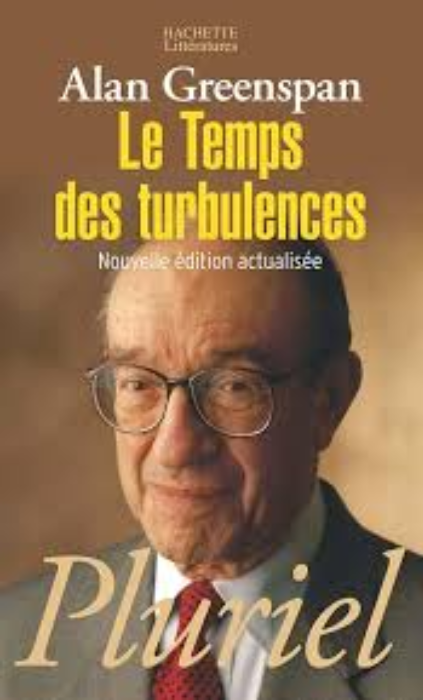 HACHETTE
Littératures
Alan Greenspan
Le Temps
des turbulences
Nouvelle édition actualisée
Pluriel